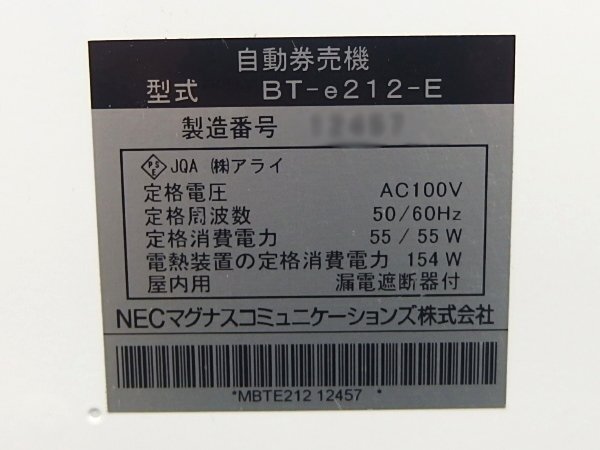 自動券売機
型式 BT-e212-E
製造番号
PSE JQA ㈱アライ
定格電圧 AC100V
定格周波数 50/60Hz
定格消費電力 55/55W
電熱装置の定格消費電力 154W
屋内用 漏電遮断器付
NECマグナスコミュニケーションズ株式会社
*MBTE212 12457 *